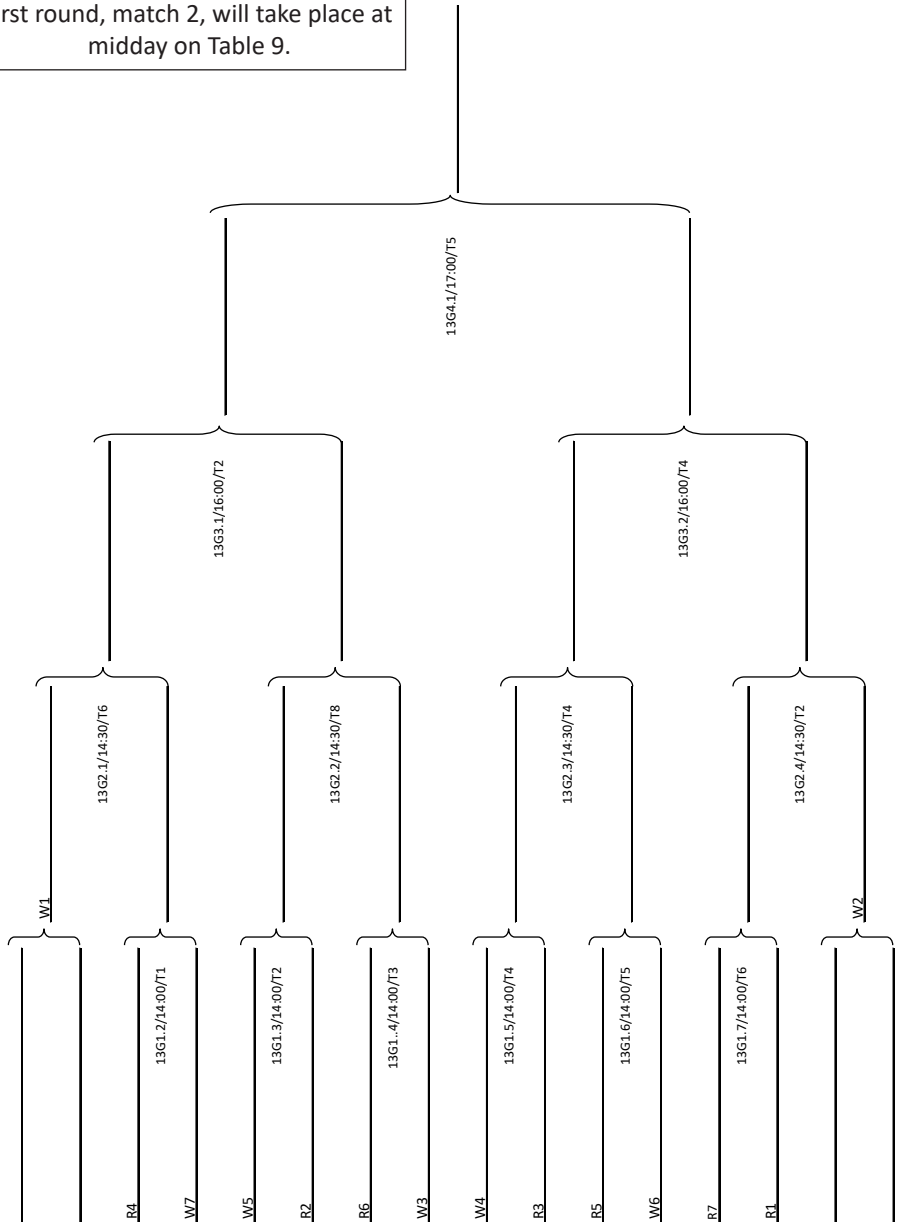 rst round, match 2, will take place at
midday on Table 9.
13G4.1/17:00/T5
13G3.1/16:00/T2
13G3.2/16:00/T4
13G2.1/14:30/T6
13G2.2/14:30/T8
13G2.3/14:30/T4
13G2.4/14:30/T2
W1
W2
13G1.2/14:00/T1
13G1.3/14:00/T2
13G1..4/14:00/T3
13G1.5/14:00/T4
13G1.6/14:00/T5
13G1.7/14:00/T6
R4
W7
W5
R2
R6
W3
W4
R3
R5
W6
R7
R1